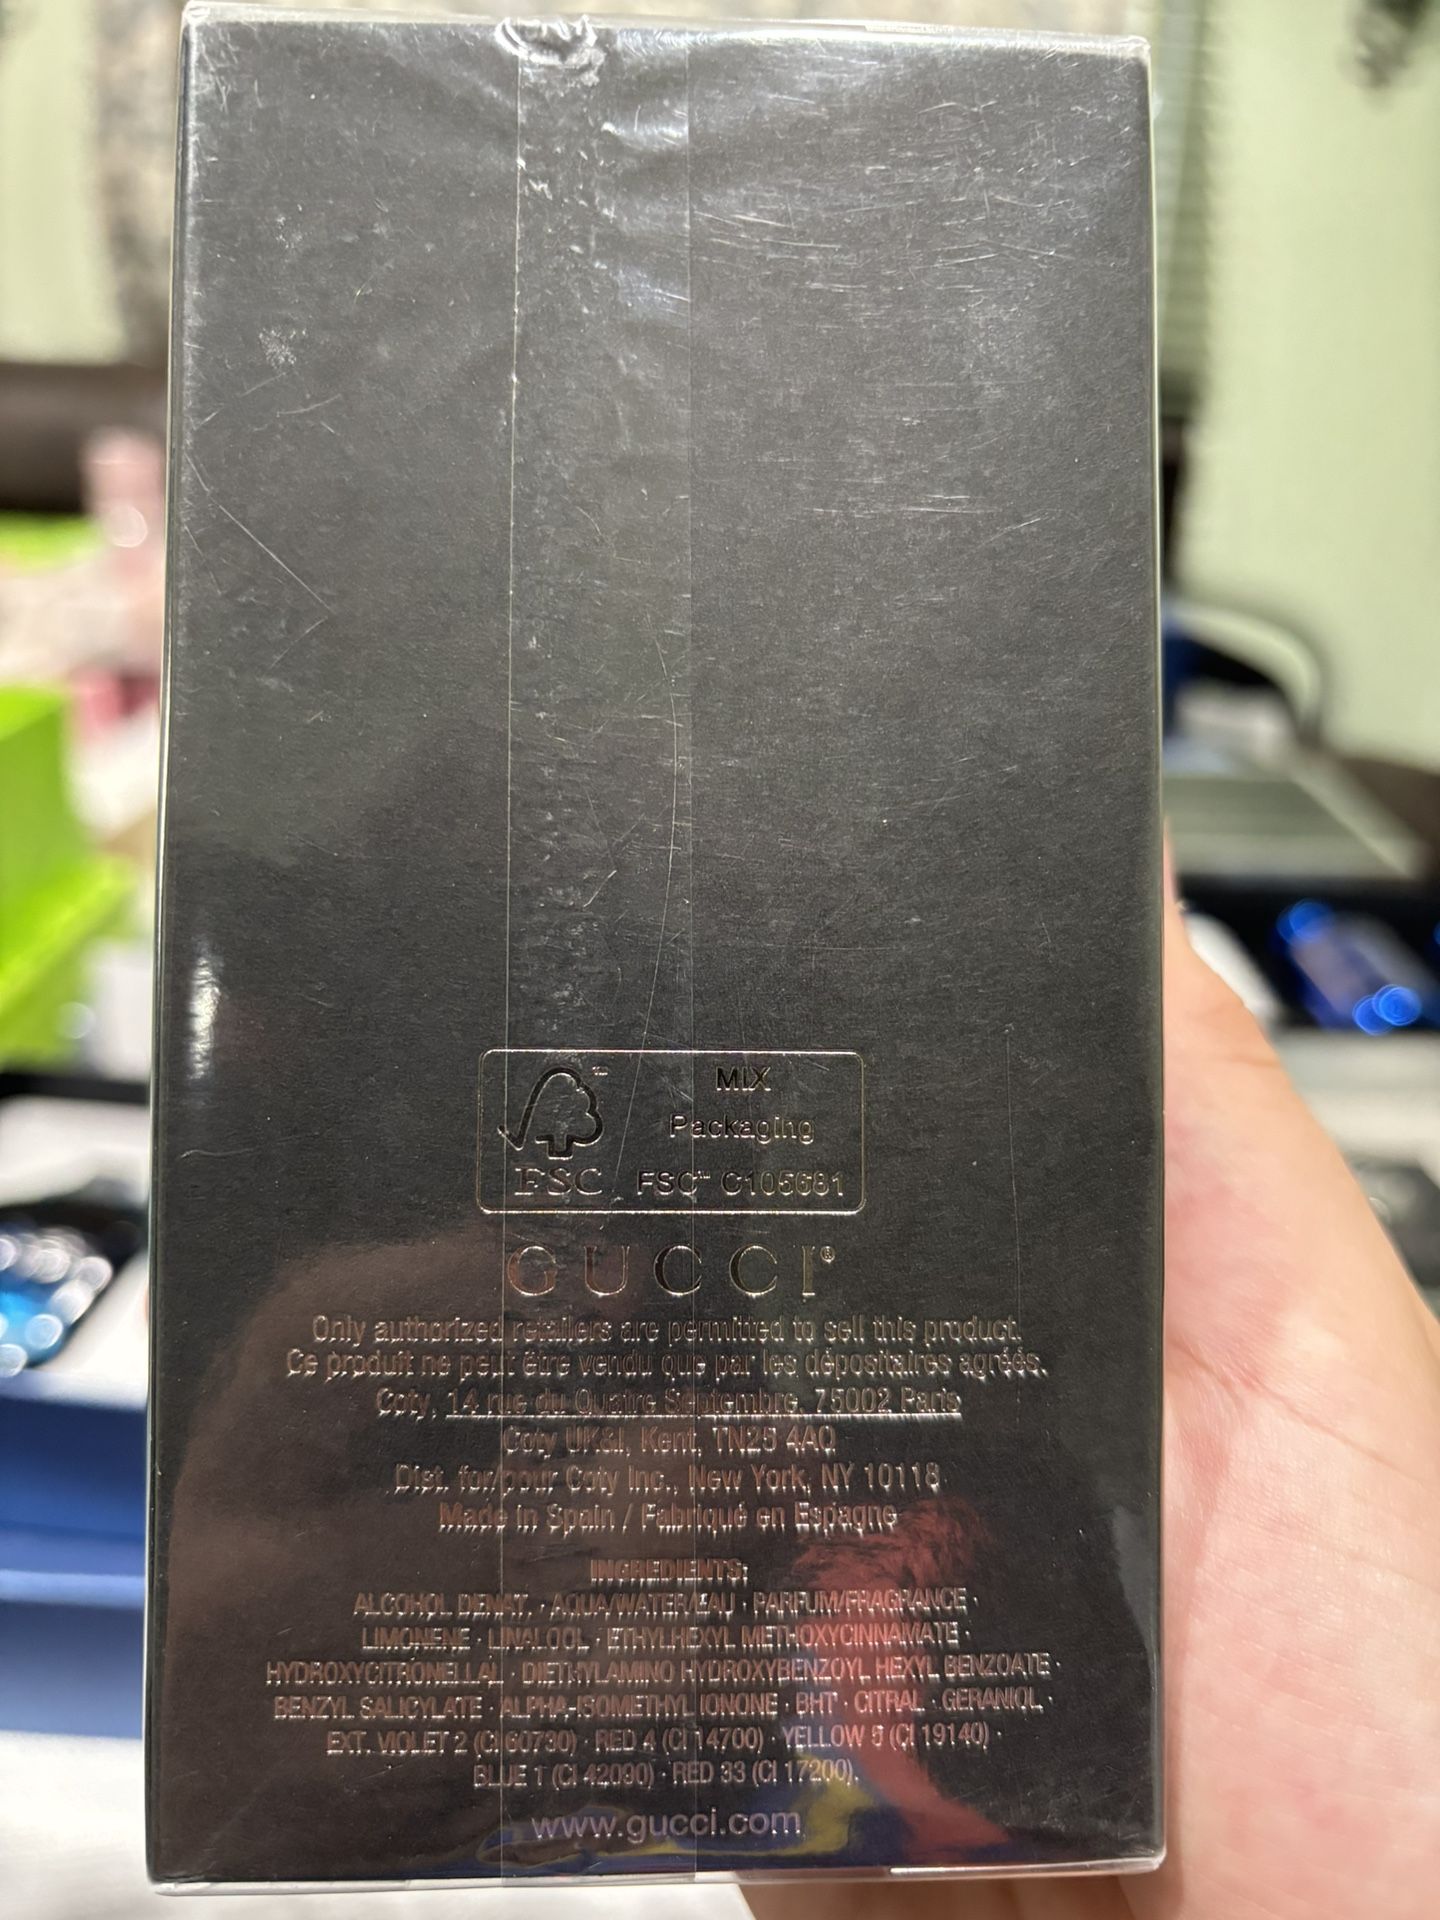 MIX
Packaging
FSC™ C105681
FSC
GUCCI®
Only authorized retailers are permitted to sell this product.
Ce produit ne peut être vendu que par les dépositaires agréés.
Coty, 14 rue du Quatre Septembre, 75002 Paris
Coty UK&I, Kent, TN25 4AQ
Dist. for/pour Coty Inc., New York, NY 10118
Made in Spain / Fabriqué en Espagne
INGREDIENTS:
ALCOHOL DENAT. · AQUA/WATER/EAU · PARFUM/FRAGRANCE ·
LIMONENE · LINALOOL · ETHYLHEXYL METHOXYCINNAMATE ·
HYDROXYCITRONELLAL · DIETHYLAMINO HYDROXYBENZOYL HEXYL BENZOATE ·
BENZYL SALICYLATE · ALPHA-ISOMETHYL IONONE · BHT · CITRAL · GERANIOL ·
EXT. VIOLET 2 (CI 60730) · RED 4 (CI 14700) · YELLOW 5 (CI 19140) ·
BLUE 1 (CI 42090) · RED 33 (CI 17200).
www.gucci.com